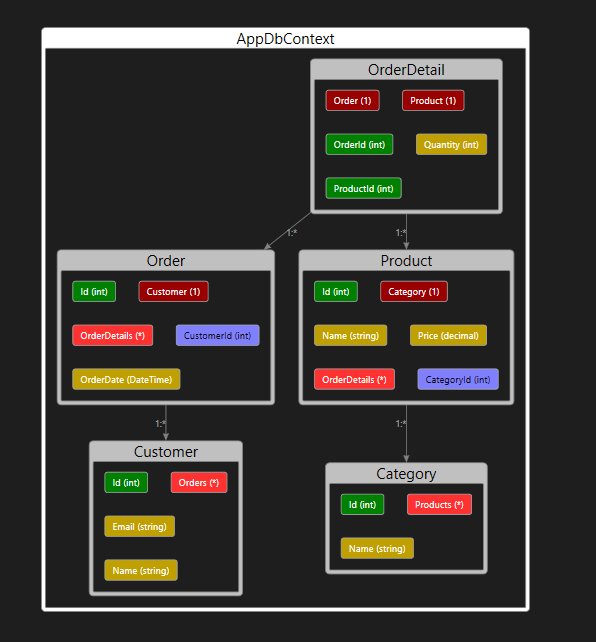 AppDbContext
OrderDetail
Order (1) Product (1)
OrderId (int) Quantity (int)
ProductId (int)
1:* 1:*
Order
Id (int) Customer (1)
OrderDetails (*) CustomerId (int)
OrderDate (DateTime)
Product
Id (int) Category (1)
Name (string) Price (decimal)
OrderDetails (*) CategoryId (int)
1:* 1:*
Customer
Id (int) Orders (*)
Email (string)
Name (string)
Category
Id (int) Products (*)
Name (string)